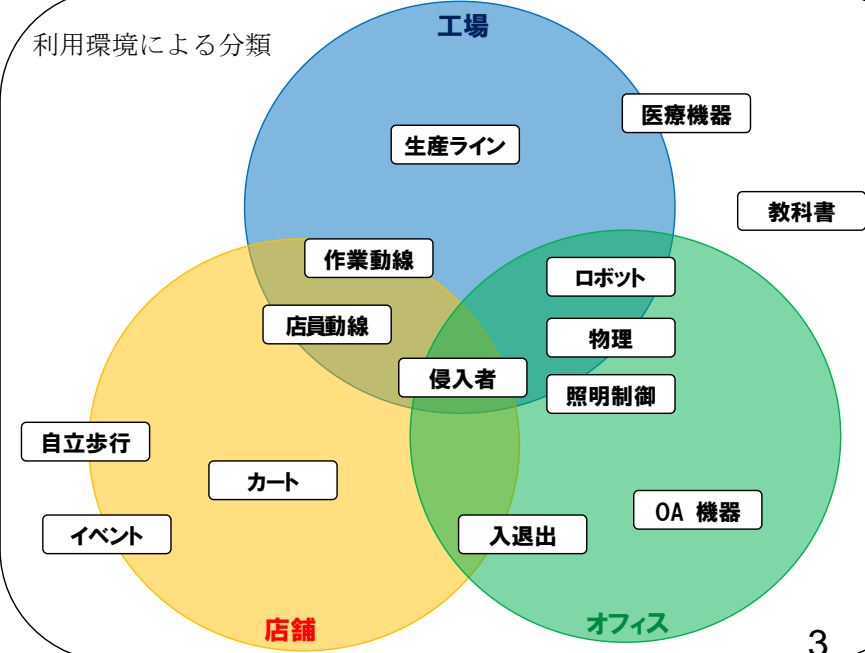 工場
利用環境による分類
医療機器
生産ライン
教科書
作業動線
ロボット
店員動線
物理
侵入者
照明制御
自立歩行
カート
OA 機器
イベント
入退出
店舗
オフィス
3